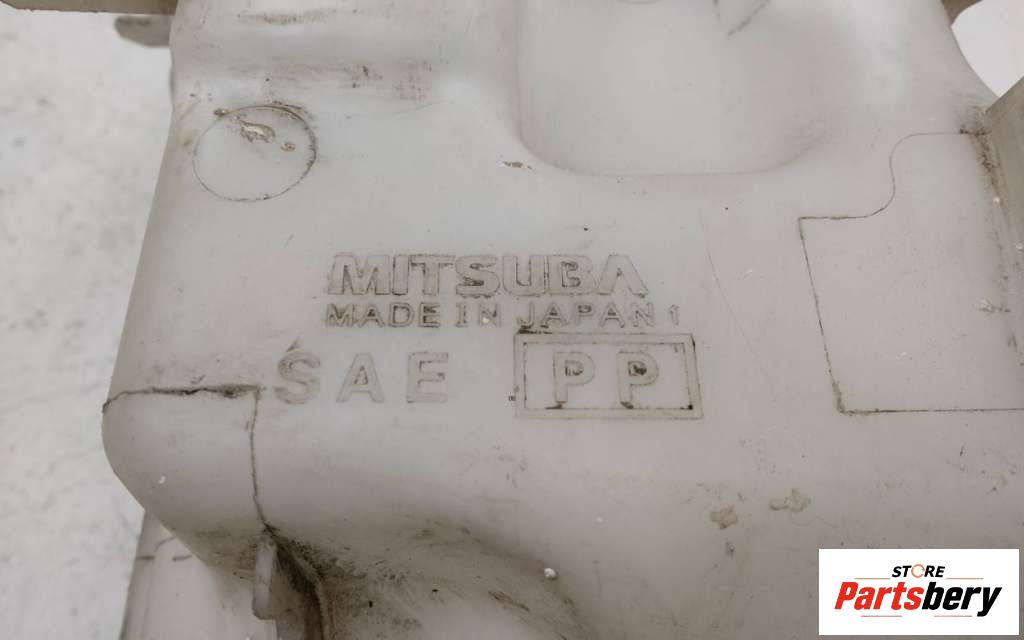 MITSUBA
MADE IN JAPAN 1
SAE PP
STORE
Partsbery